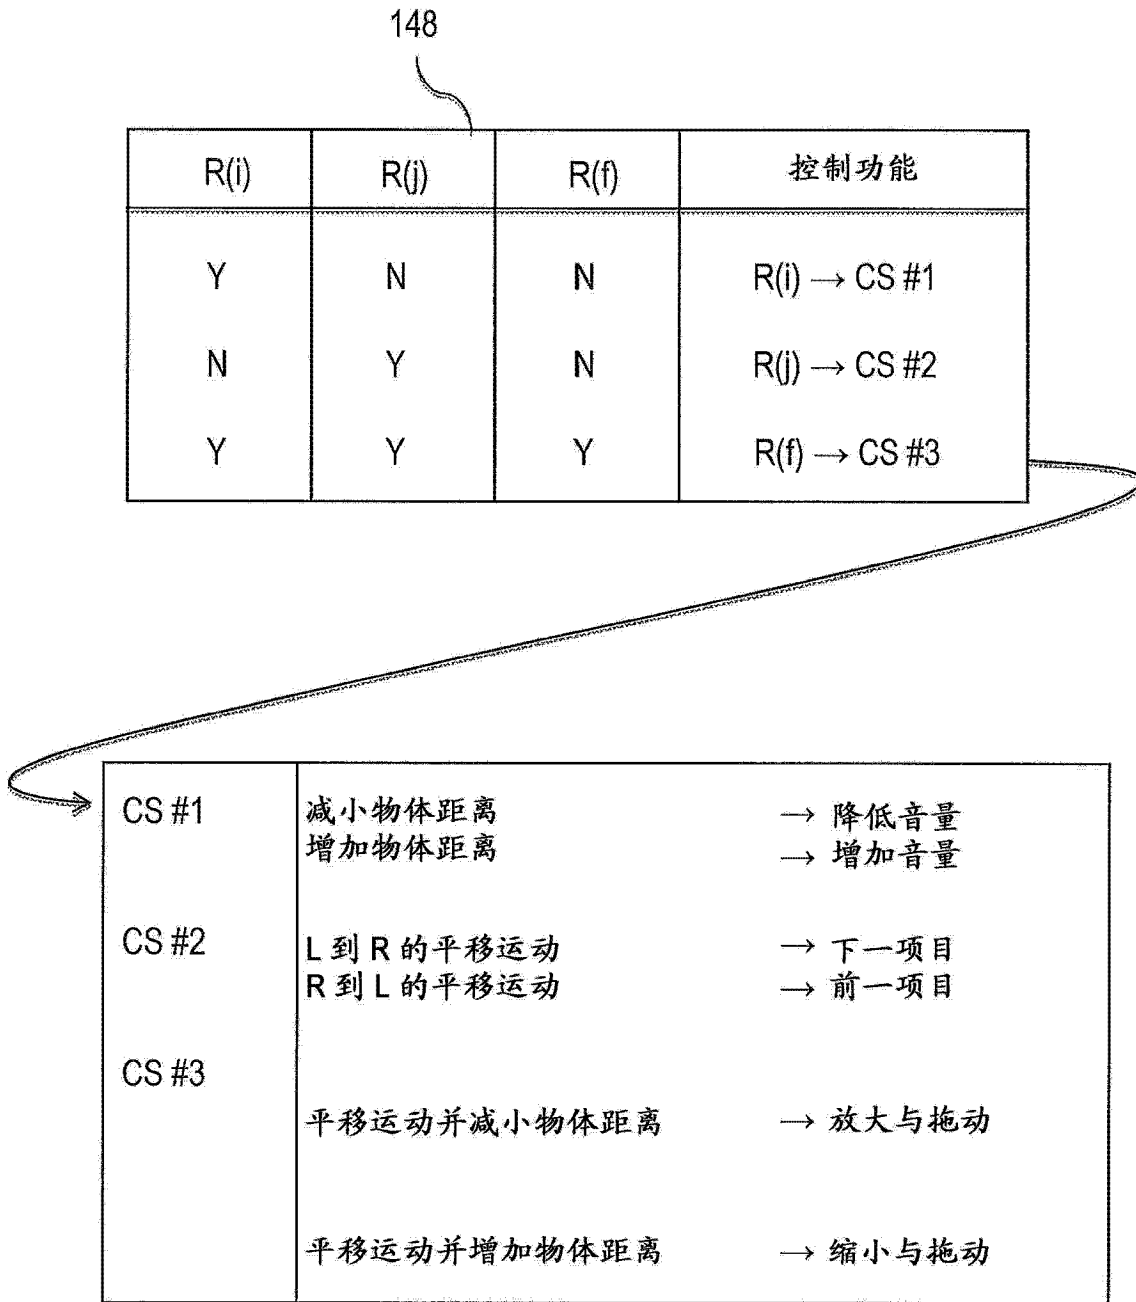 148
R(i) R(j) R(f) 控制功能
Y N N R(i) → CS #1
N Y N R(j) → CS #2
Y Y Y R(f) → CS #3
CS #1 减小物体距离 → 降低音量
增加物体距离 → 增加音量
CS #2 L 到 R 的平移运动 → 下一项目
R 到 L 的平移运动 → 前一项目
CS #3
平移运动并减小物体距离 → 放大与拖动
平移运动并增加物体距离 → 缩小与拖动